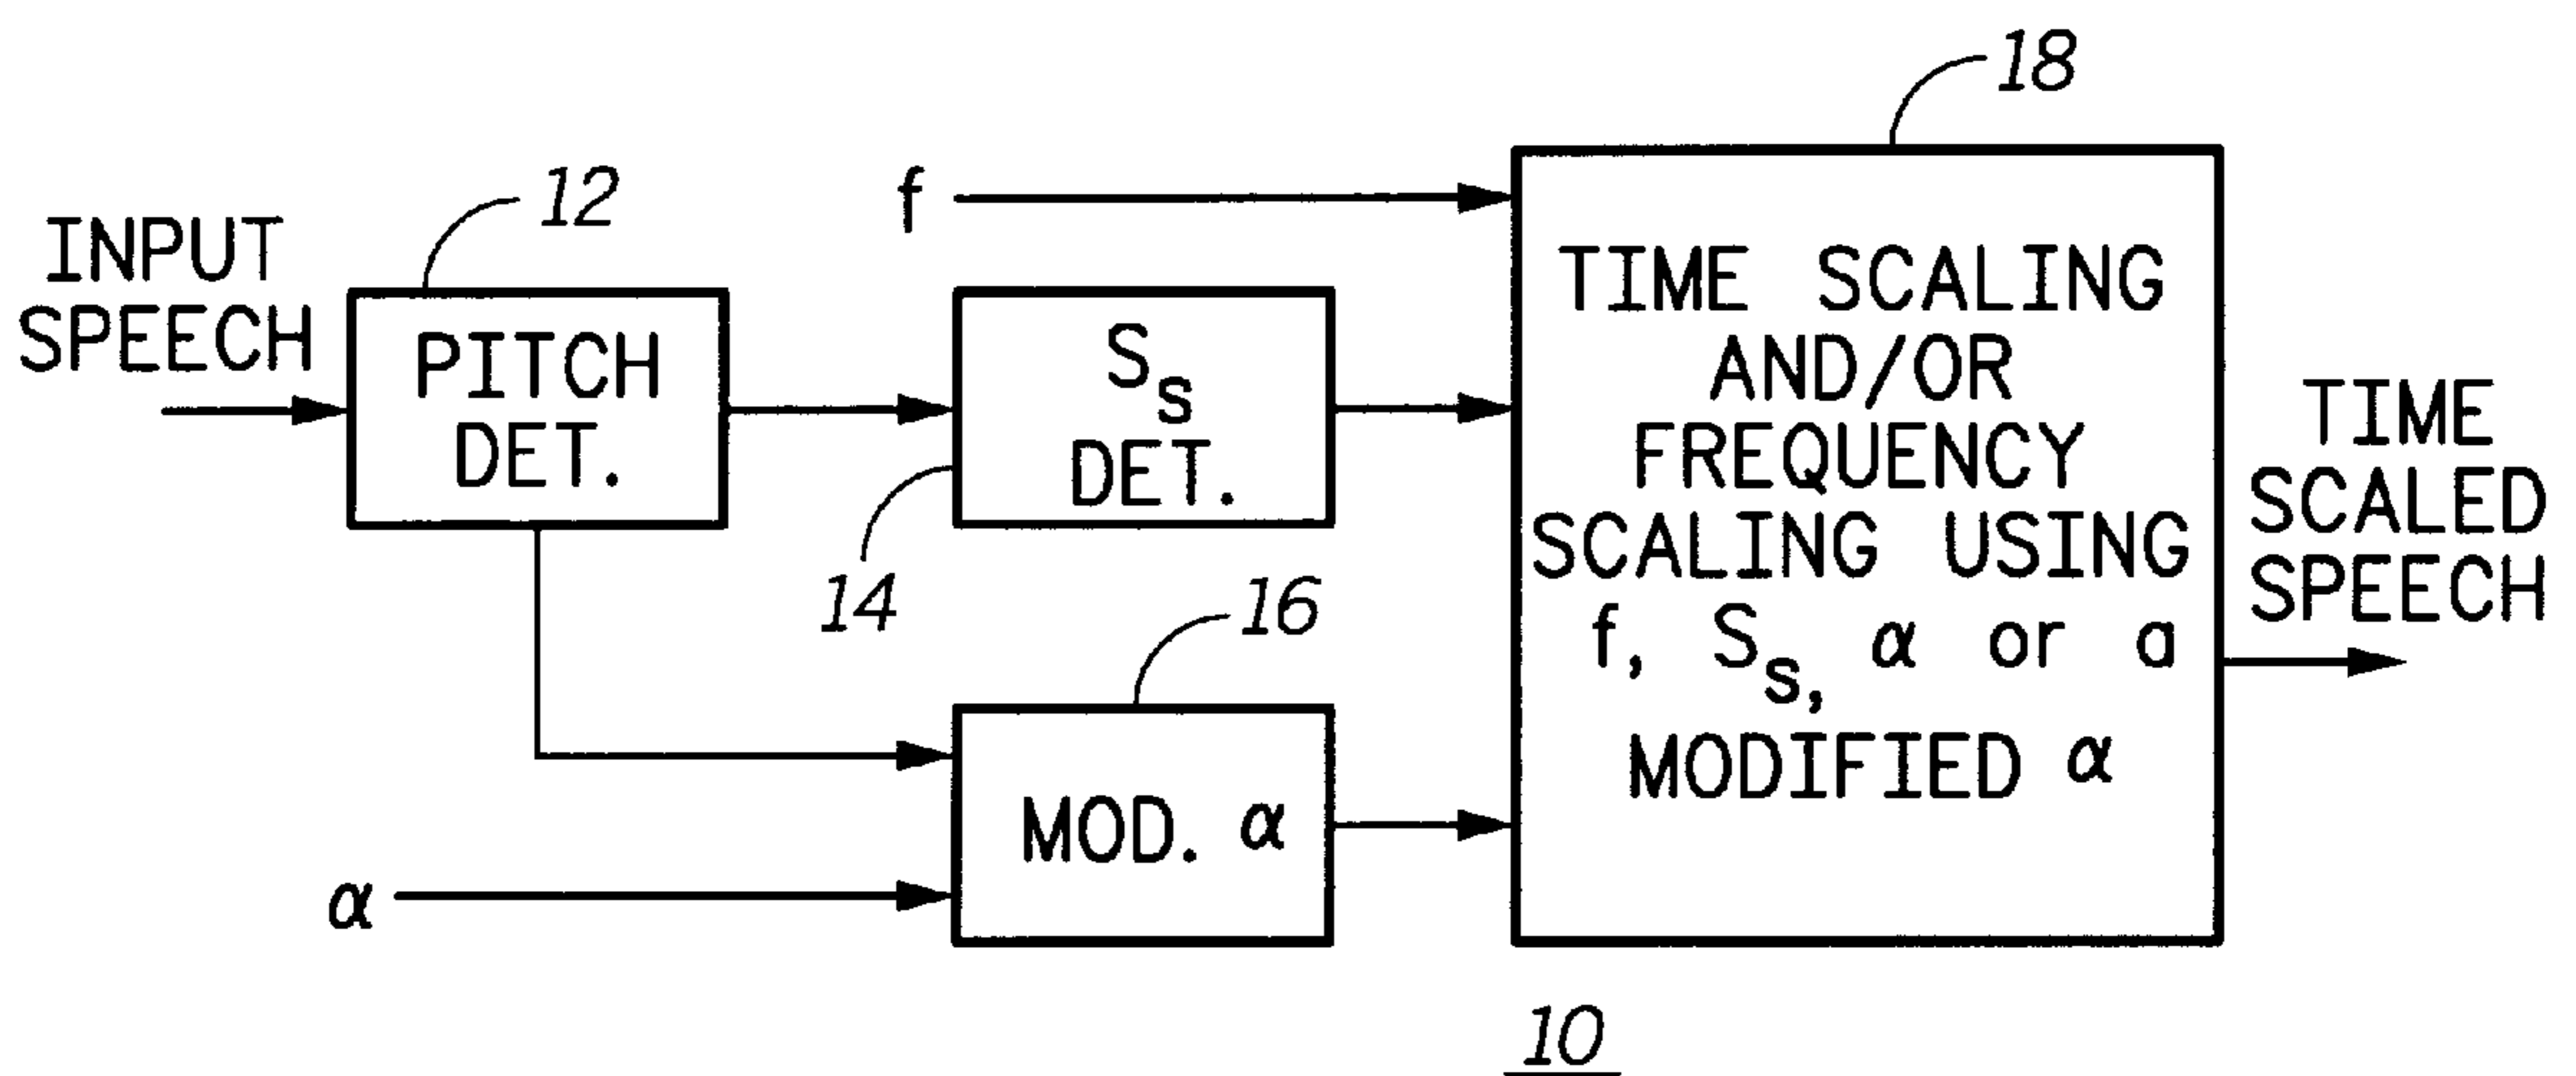 18
12
f
INPUT
SPEECH
PITCH
DET.
Ss
DET.
14
16
MOD. α
α
TIME SCALING
AND/OR
FREQUENCY
SCALING USING
f, Ss, α or a
MODIFIED α
TIME
SCALED
SPEECH
10